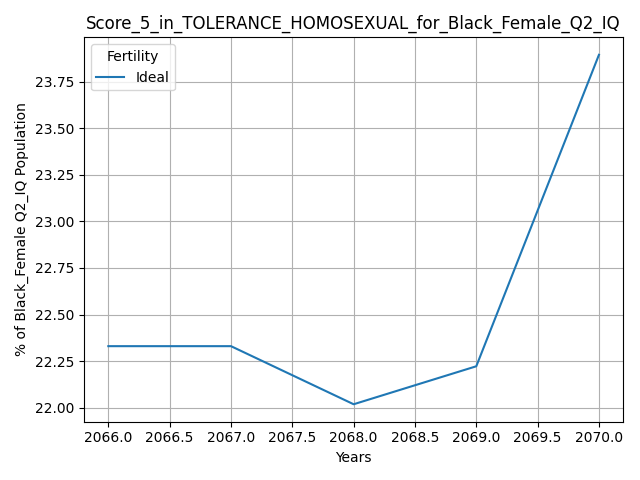 Score_5_in_TOLERANCE_HOMOSEXUAL_for_Black_Female_Q2_IQ
Fertility
Ideal
% of Black_Female Q2_IQ Population
23.75
23.50
23.25
23.00
22.75
22.50
22.25
22.00
2066.0 2066.5 2067.0 2067.5 2068.0 2068.5 2069.0 2069.5 2070.0
Years